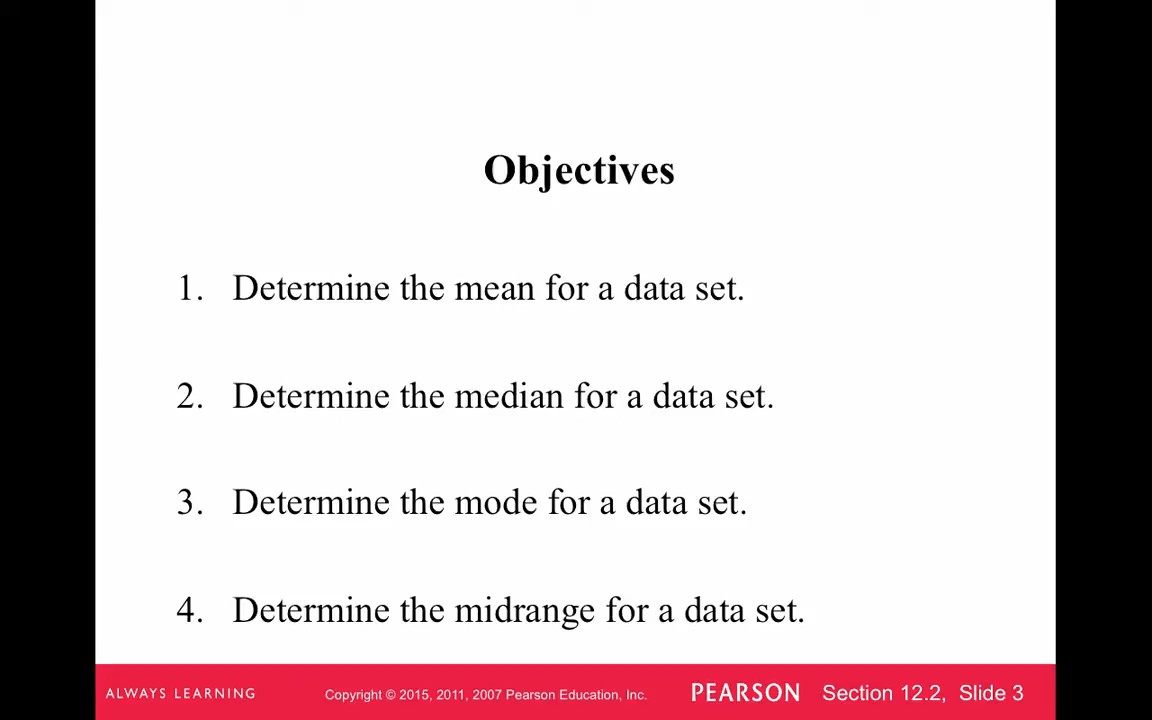 Objectives
1. Determine the mean for a data set.
2. Determine the median for a data set.
3. Determine the mode for a data set.
4. Determine the midrange for a data set.
ALWAYS LEARNING Copyright © 2015, 2011, 2007 Pearson Education, Inc. PEARSON Section 12.2, Slide 3